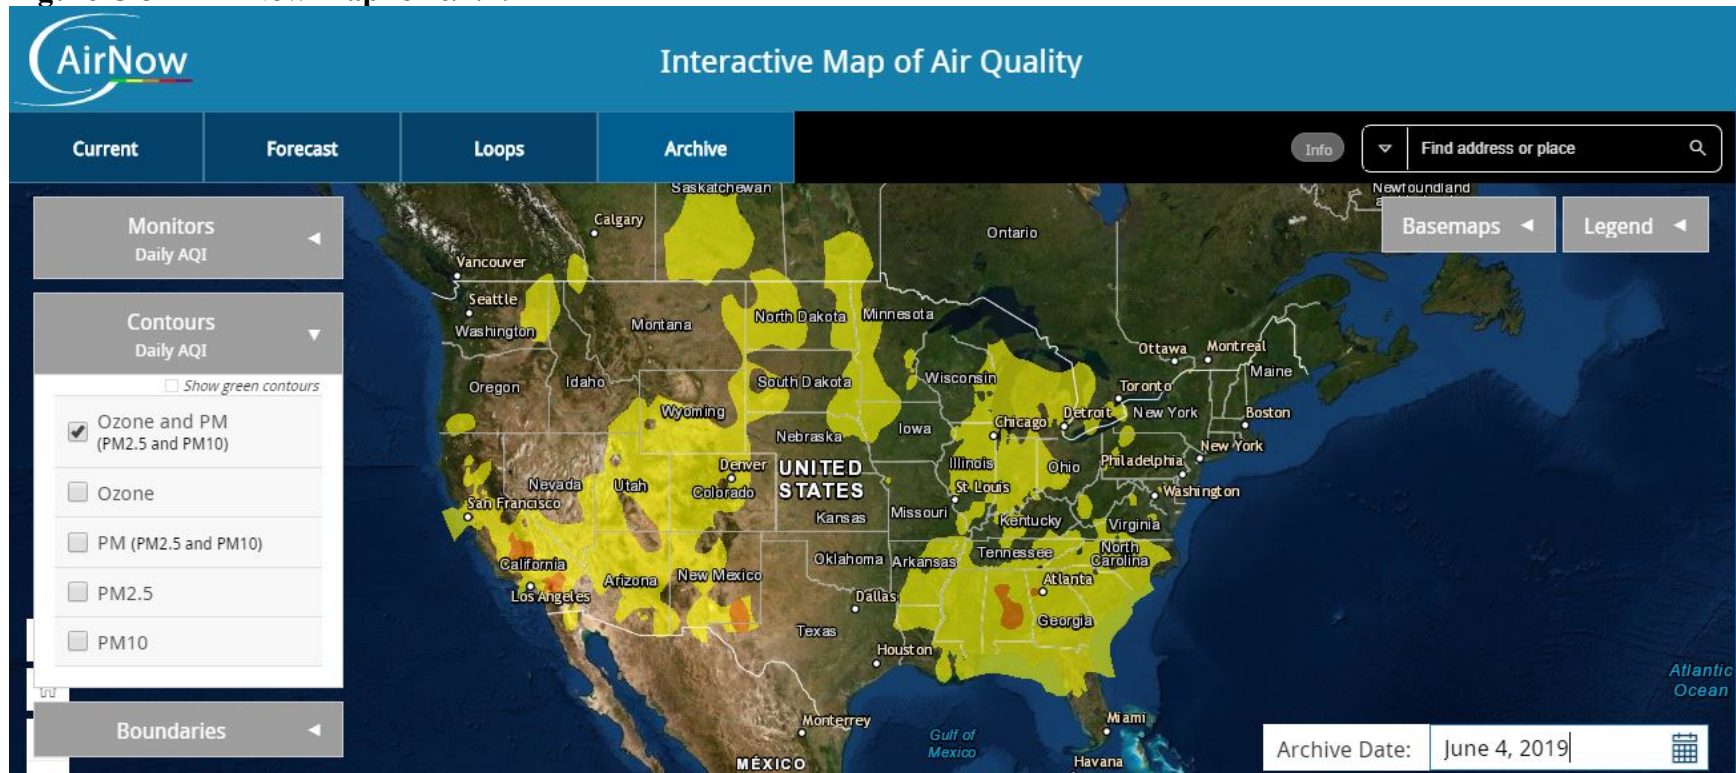 AirNow
Interactive Map of Air Quality
Current
Forecast
Loops
Archive
Info
Find address or place
Monitors
Daily AQI
Contours
Daily AQI
Show green contours
Ozone and PM
(PM2.5 and PM10)
Ozone
PM (PM2.5 and PM10)
PM2.5
PM10
Boundaries
Basemaps
Legend
Saskatchewan
Newfoundland
Calgary
Ontario
Vancouver
Seattle
Washington
Montana
North Dakota
Minnesota
Ottawa
Montreal
Maine
Oregon
Idaho
South Dakota
Wisconsin
Toronto
Wyoming
Detroit
New York
Boston
Chicago
Nebraska
Iowa
New York
Denver
UNITED
STATES
Illinois
Ohio
Philadelphia
Nevada
Utah
Colorado
St Louis
Washington
San Francisco
Kansas
Missouri
Kentucky
Virginia
California
Oklahoma
Arkansas
Tennessee
North
Carolina
Arizona
New Mexico
Atlanta
Los Angeles
Dallas
Georgia
Texas
Houston
Atlantic
Ocean
Monterrey
Gulf of
Mexico
Miami
MÉXICO
Havana
Archive Date:
June 4, 2019